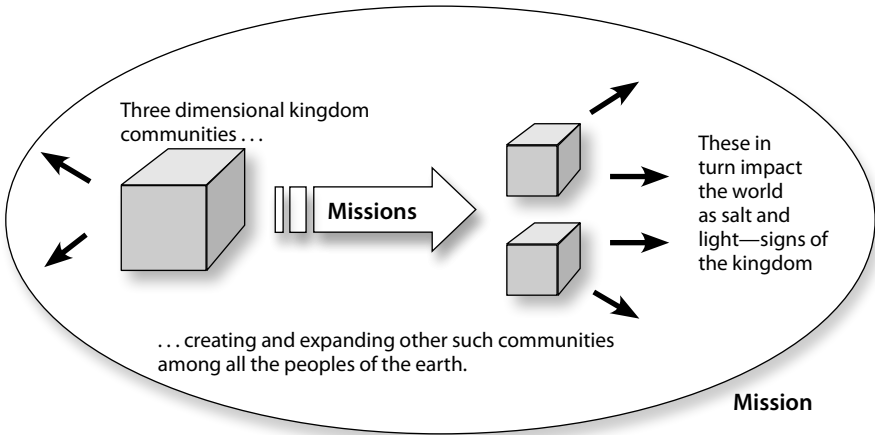 Three dimensional kingdom
communities . . .
Missions
These in
turn impact
the world
as salt and
light—signs of
the kingdom
. . . creating and expanding other such communities
among all the peoples of the earth.
Mission